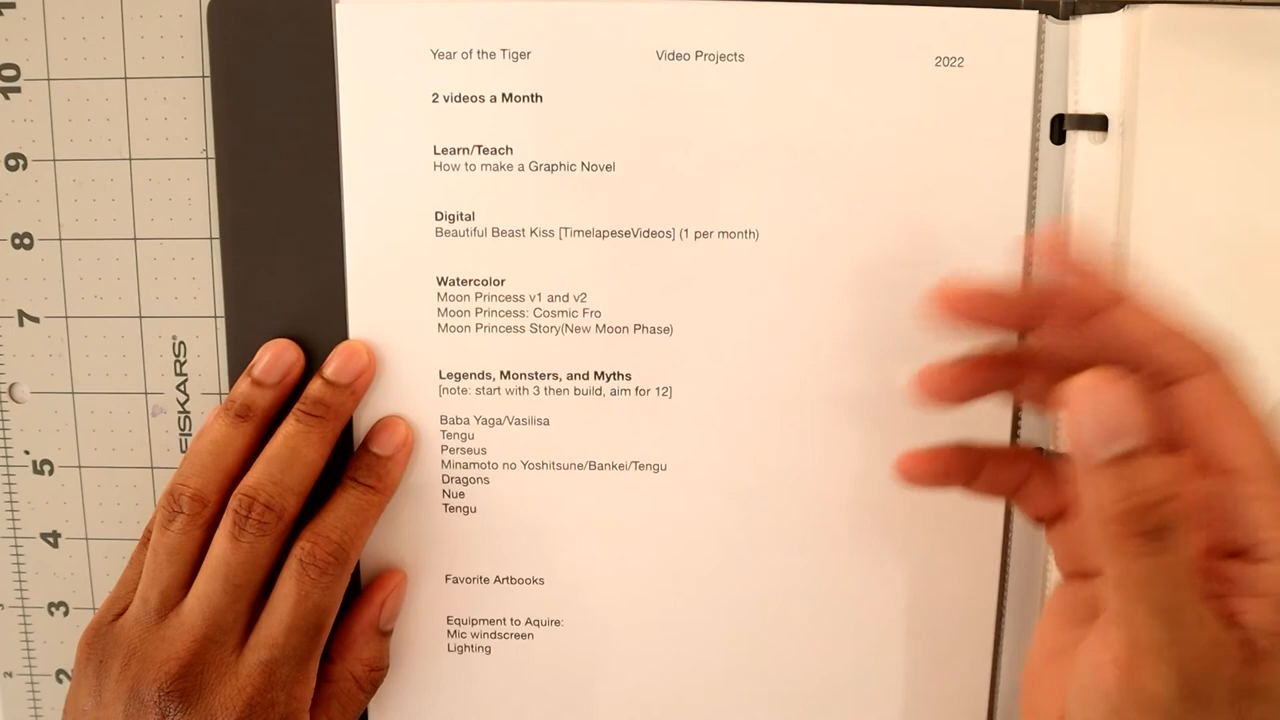 Year of the Tiger Video Projects 2022
2 videos a Month
Learn/Teach
How to make a Graphic Novel
Digital
Beautiful Beast Kiss [TimelapeseVideos] (1 per month)
Watercolor
Moon Princess v1 and v2
Moon Princess: Cosmic Fro
Moon Princess Story(New Moon Phase)
Legends, Monsters, and Myths
[note: start with 3 then build, aim for 12]
Baba Yaga/Vasilisa
Tengu
Perseus
Minamoto no Yoshitsune/Bankei/Tengu
Dragons
Nue
Tengu
Favorite Artbooks
Equipment to Aquire:
Mic windscreen
Lighting
10
9
8
7
FISKARS
5
4
3
2
2